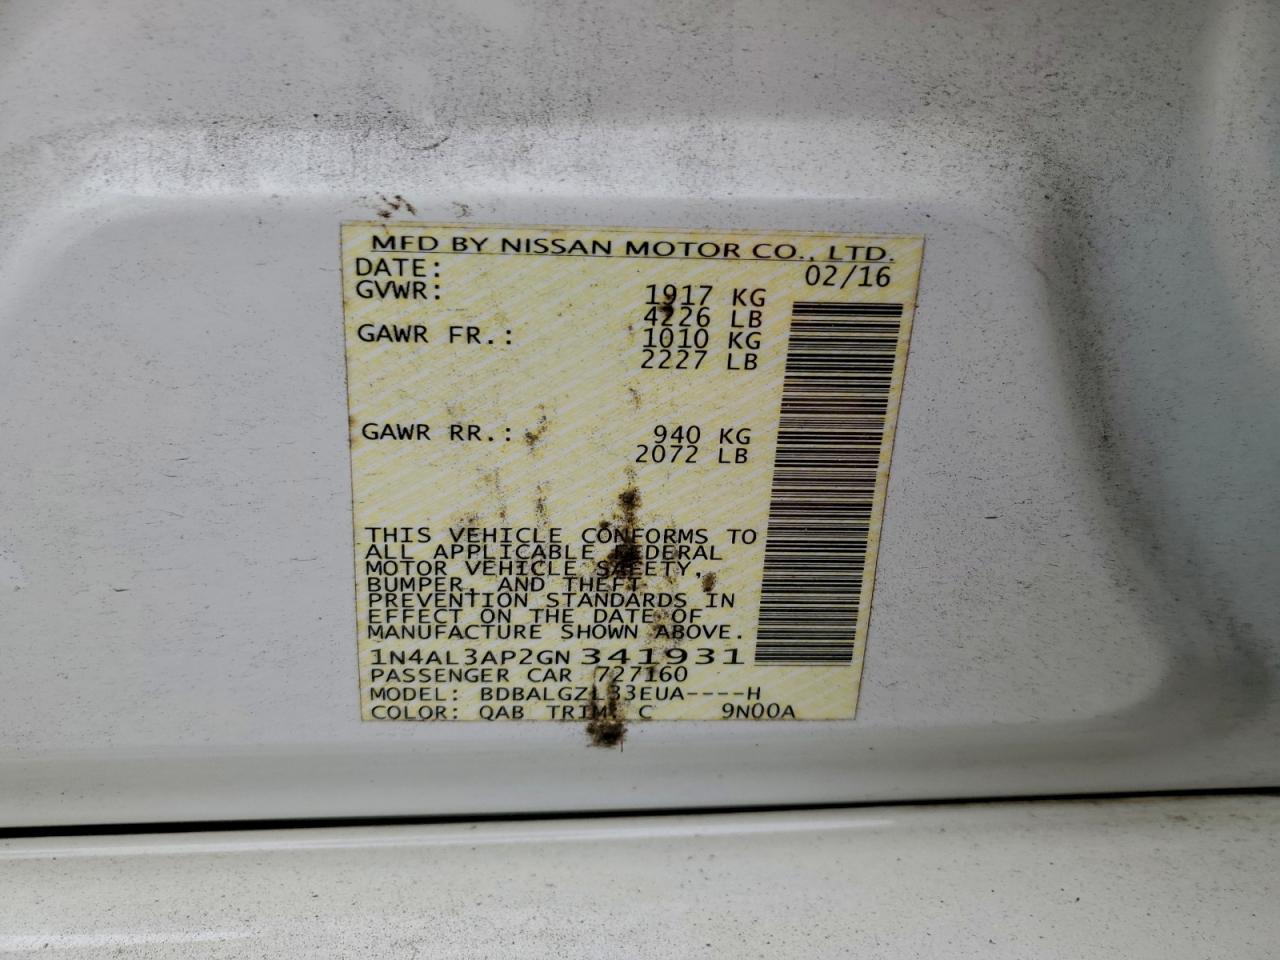 MFD BY NISSAN MOTOR CO., LTD.
DATE: 02/16
GVWR: 1917 KG
4226 LB
GAWR FR.: 1010 KG
2227 LB
GAWR RR.: 940 KG
2072 LB
THIS VEHICLE CONFORMS TO
ALL APPLICABLE FEDERAL
MOTOR VEHICLE SAFETY,
BUMPER, AND THEFT
PREVENTION STANDARDS IN
EFFECT ON THE DATE OF
MANUFACTURE SHOWN ABOVE.
1N4AL3AP2GN 341931
PASSENGER CAR 727160
MODEL: BDBALGZL33EUA----H
COLOR: QAB TRIM: C 9N00A